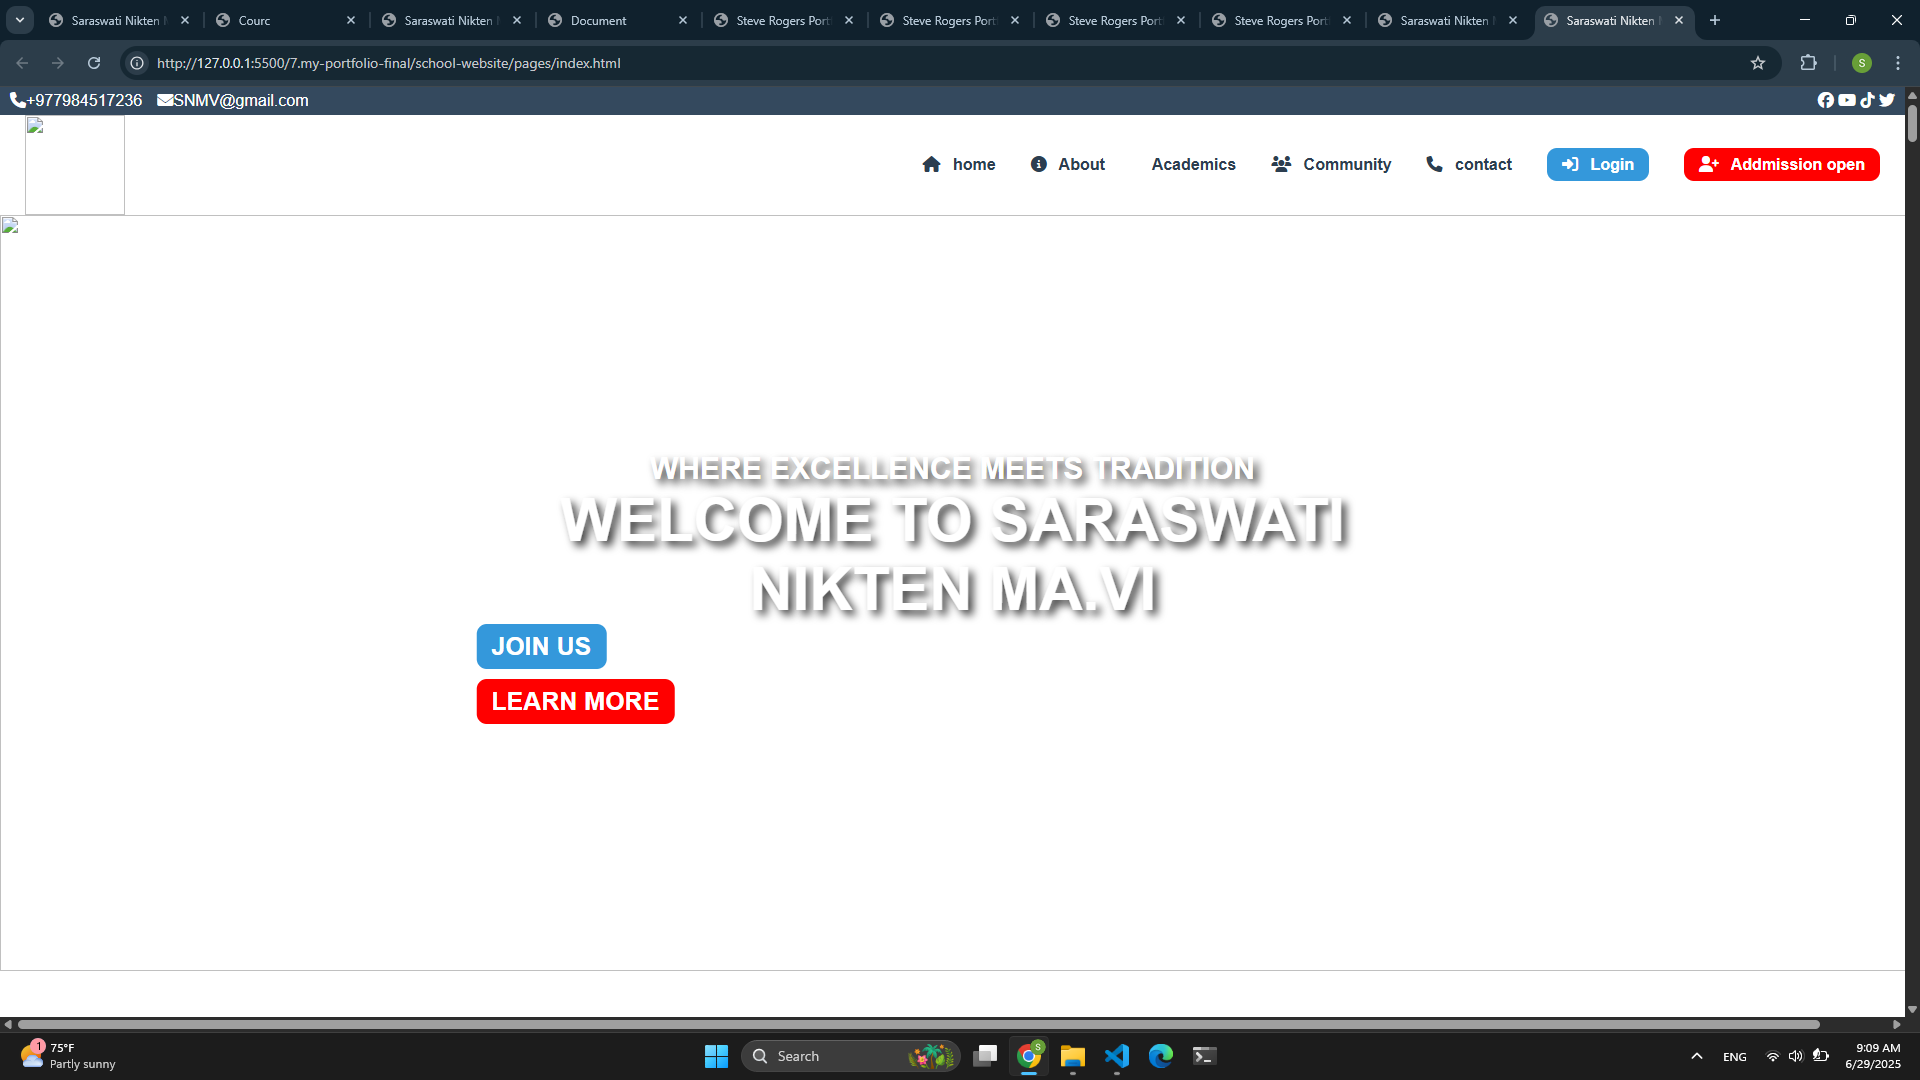 Saraswati Nikten
Courc
Saraswati Nikten
Document
Steve Rogers Port
Steve Rogers Port
Steve Rogers Port
Steve Rogers Port
Saraswati Nikten
Saraswati Nikten
http://127.0.0.1:5500/7.my-portfolio-final/school-website/pages/index.html
S
+977984517236 SNMV@gmail.com
home About Academics Community contact Login Addmission open
WHERE EXCELLENCE MEETS TRADITION
WELCOME TO SARASWATI
NIKTEN MA.VI
JOIN US
LEARN MORE
1
75°F
Partly sunny
Search
S
ENG
9:09 AM
6/29/2025